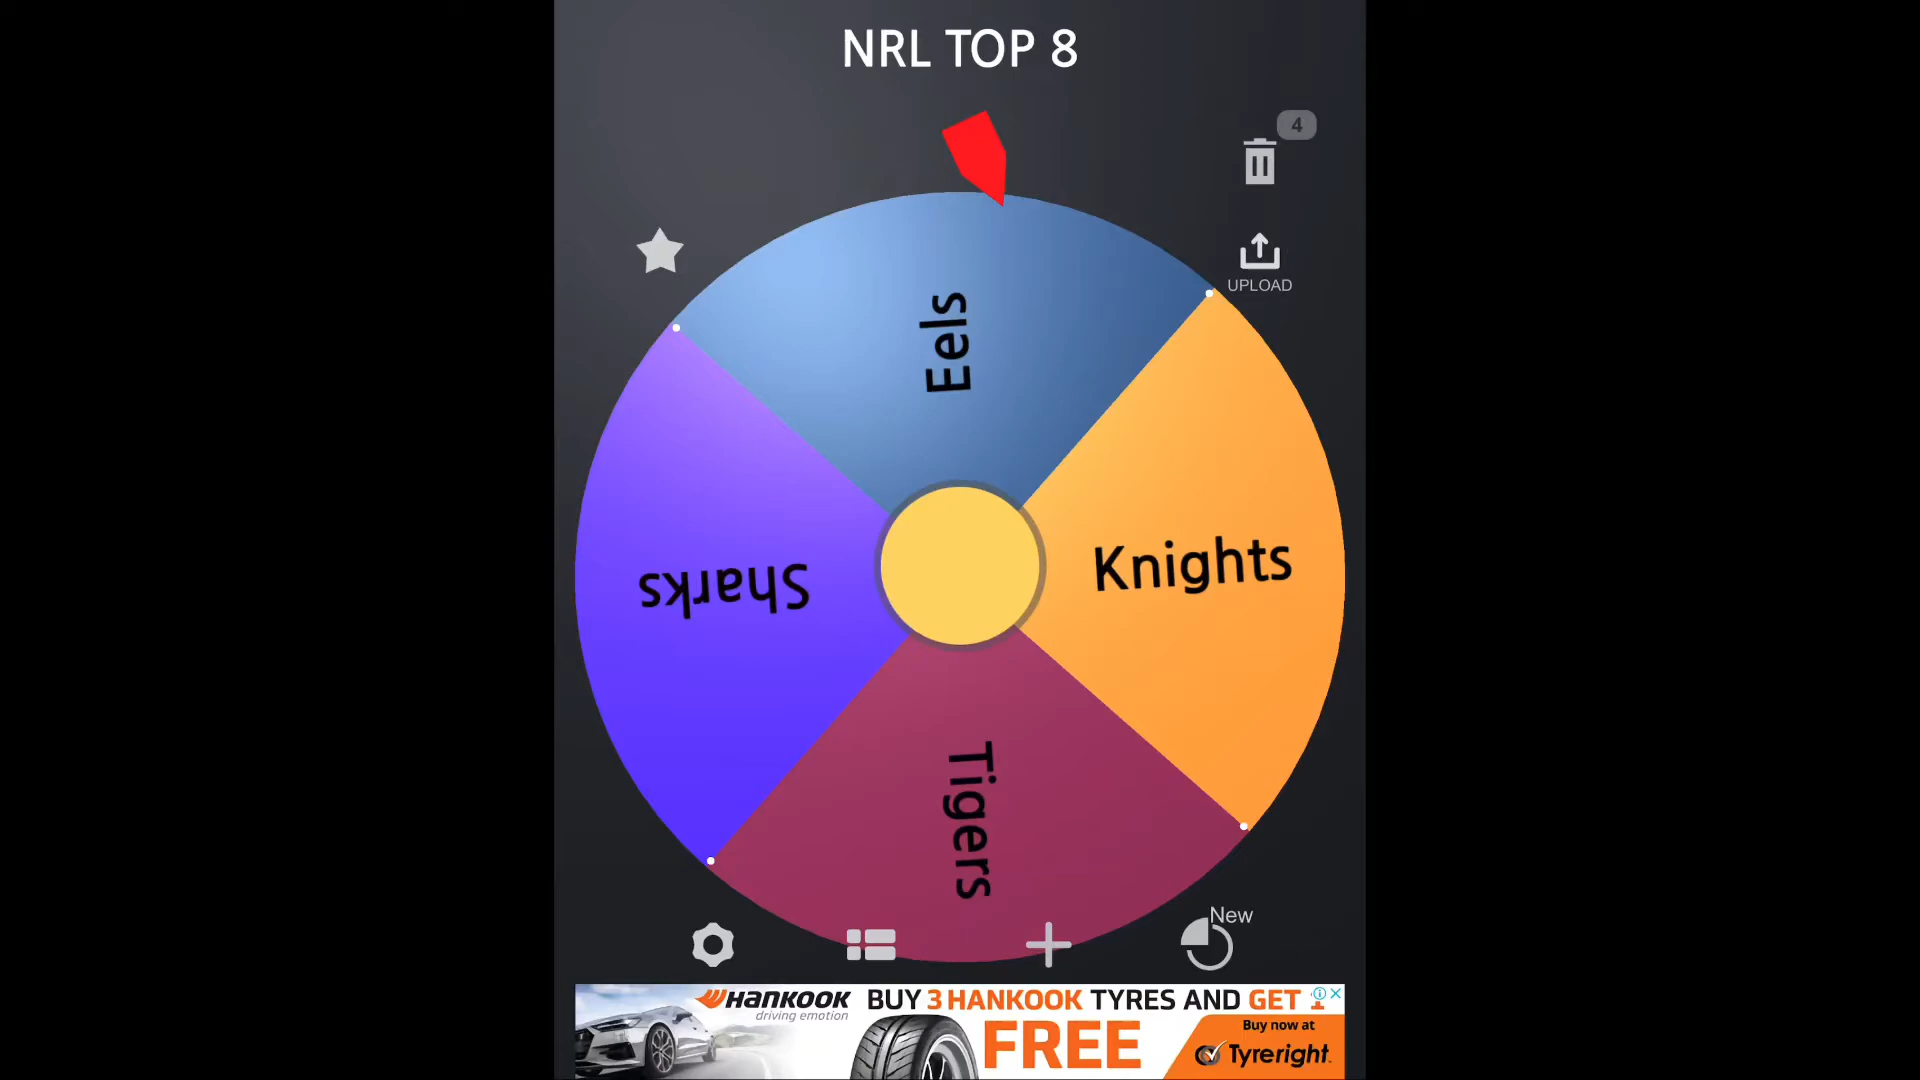 NRL TOP 8
4
UPLOAD
Eels
Knights
Sharks
Tigers
New
HANKOOK
driving emotion
BUY 3 HANKOOK TYRES AND GET 1
FREE
Buy now at
Tyreright.